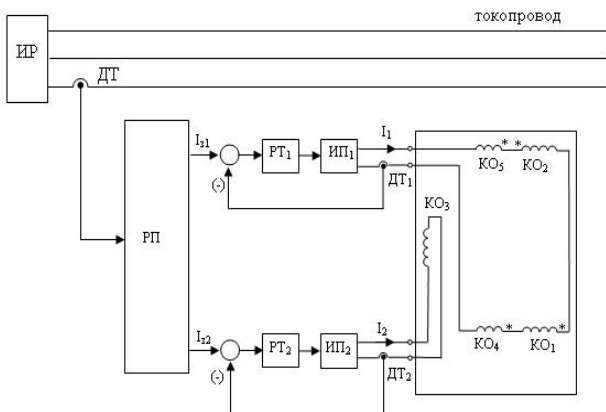 токопровод
ИР
ДТ
Iз1
РТ1
ИП1
I1
* *
КО5
КО2
(-)
ДТ1
КО3
РП
Iз2
РТ2
ИП2
I2
* *
КО4
КО1
(-)
ДТ2